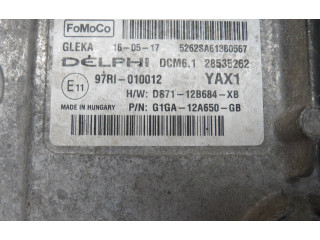 FoMoCo
GLEKA 16-05-17 52628A61360567
DELPHI DCM6.1 28535262
E11 97RI-010012 YAX1
H/W: DS71-12B684-XB
MADE IN HUNGARY P/N: G1GA-12A650-GB